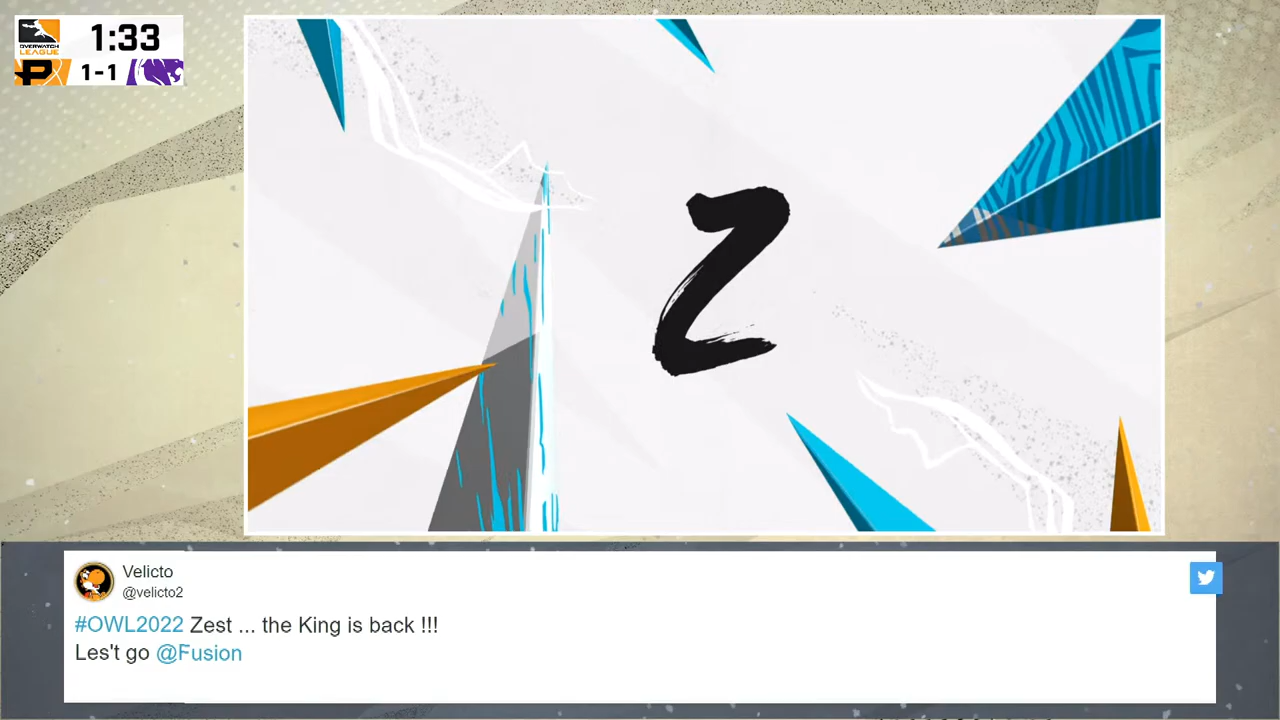 OVERWATCH
LEAGUE
1:33
P 1-1
Z
Velicto
@velicto2
#OWL2022 Zest ... the King is back !!!
Les't go @Fusion